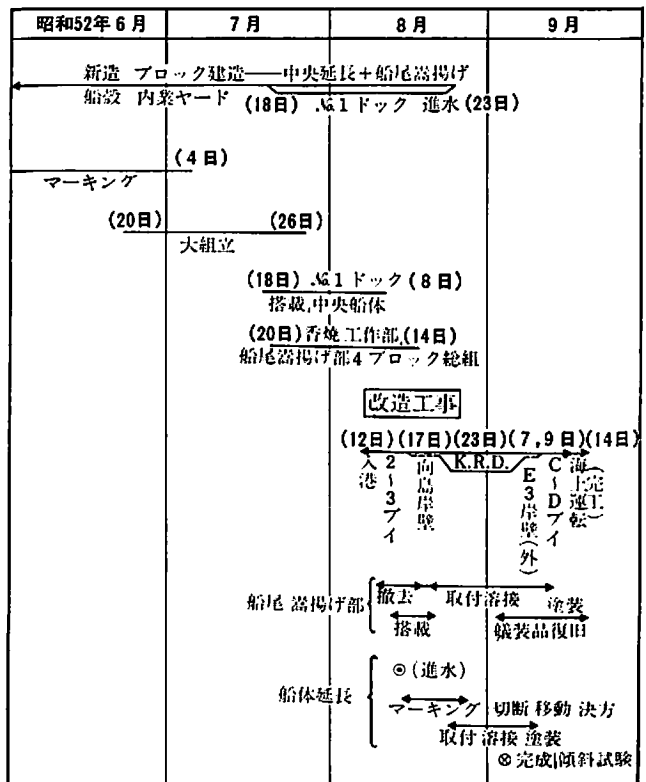 昭和52年6月 7月 8月 9月
新造 ブロック建造――中央延長+船尾嵩揚げ
船殻 内業ヤード (18日) №1ドック 進水(23日)
(4日)
マーキング
(20日) (26日)
大組立
(18日) №1ドック(8日)
搭載,中央船体
(20日)香焼工作部,(14日)
船尾嵩揚げ部4ブロック総組
改造工事
(12日)(17日)(23日)(7,9日)(14日)
入港
2~3ブイ
向島岸壁
K.R.D.
E3岸壁(外)
C~Dブイ
海上運転
(完工)
船尾 嵩揚げ部
撤去 取付溶接 塗装
搭載 艤装品復旧
船体延長
⊙(進水)
マーキング 切断 移動 決方
取付溶接 塗装
⊗完成傾斜試験